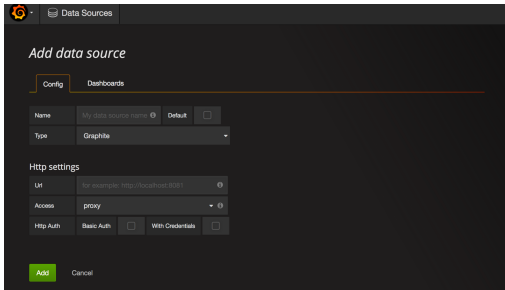 Data Sources
Add data source
Config Dashboards
Name My data source name Default
Type Graphite
Http settings
Url for example: http://localhost:8081
Access proxy
Http Auth Basic Auth With Credentials
Add Cancel